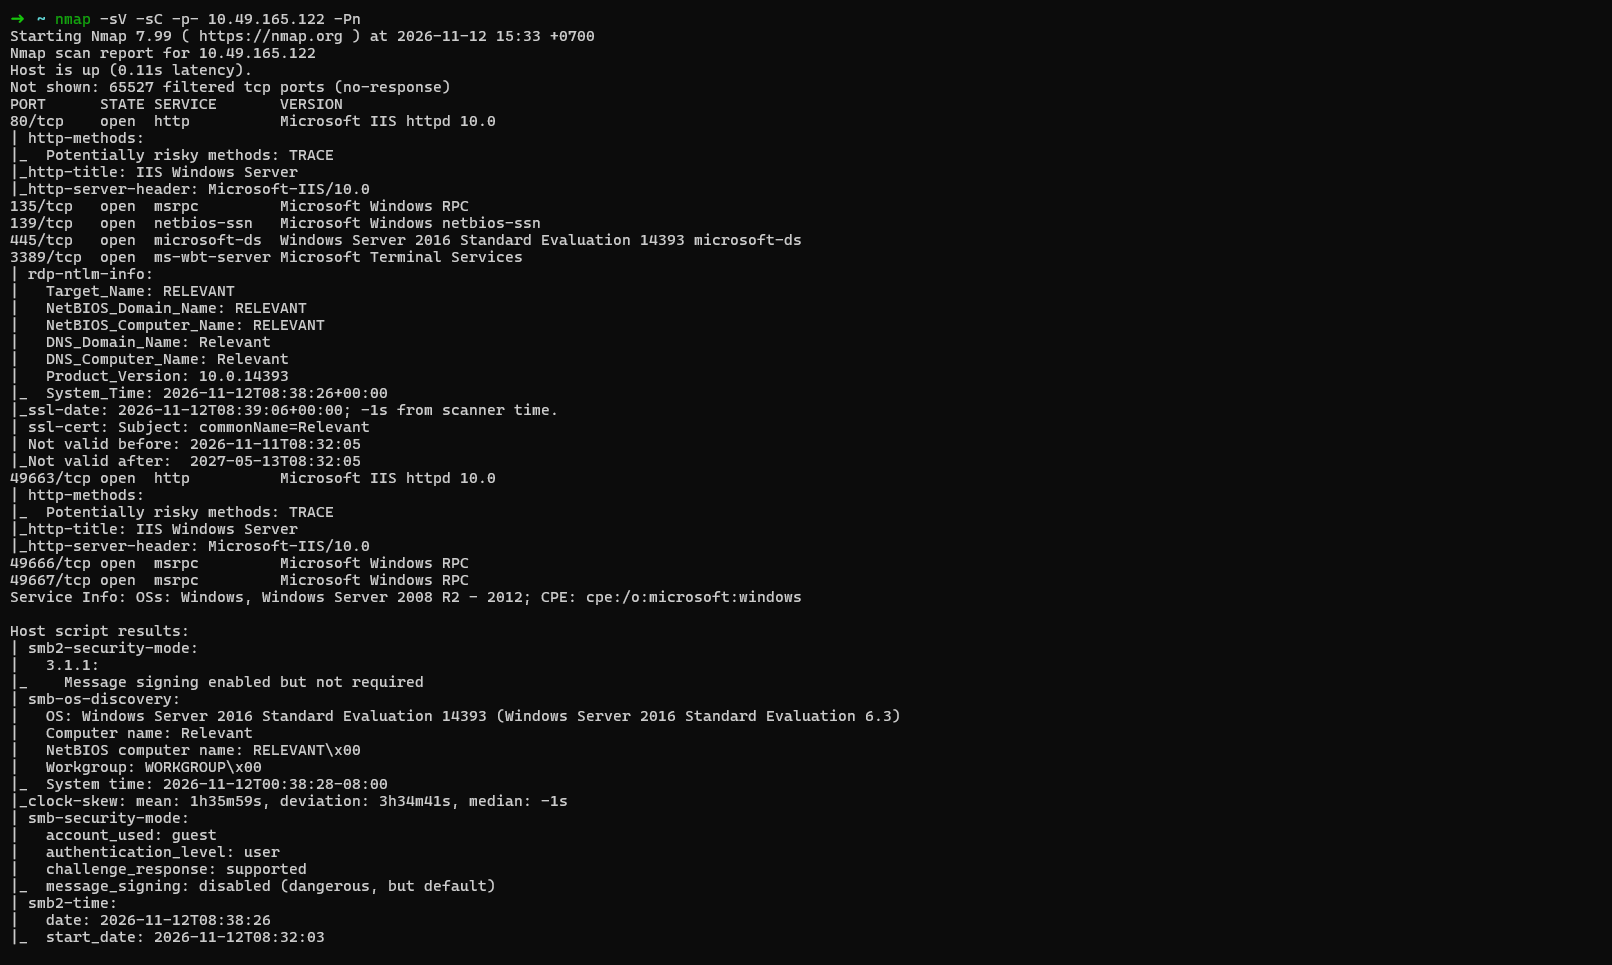 ➜ ~ nmap -sV -sC -p- 10.49.165.122 -Pn
Starting Nmap 7.99 ( https://nmap.org ) at 2026-11-12 15:33 +0700
Nmap scan report for 10.49.165.122
Host is up (0.11s latency).
Not shown: 65527 filtered tcp ports (no-response)
PORT      STATE SERVICE       VERSION
80/tcp    open  http          Microsoft IIS httpd 10.0
| http-methods:
|_  Potentially risky methods: TRACE
|_http-title: IIS Windows Server
|_http-server-header: Microsoft-IIS/10.0
135/tcp   open  msrpc         Microsoft Windows RPC
139/tcp   open  netbios-ssn   Microsoft Windows netbios-ssn
445/tcp   open  microsoft-ds  Windows Server 2016 Standard Evaluation 14393 microsoft-ds
3389/tcp  open  ms-wbt-server Microsoft Terminal Services
| rdp-ntlm-info:
|   Target_Name: RELEVANT
|   NetBIOS_Domain_Name: RELEVANT
|   NetBIOS_Computer_Name: RELEVANT
|   DNS_Domain_Name: Relevant
|   DNS_Computer_Name: Relevant
|   Product_Version: 10.0.14393
|_  System_Time: 2026-11-12T08:38:26+00:00
|_ssl-date: 2026-11-12T08:39:06+00:00; -1s from scanner time.
| ssl-cert: Subject: commonName=Relevant
| Not valid before: 2026-11-11T08:32:05
|_Not valid after:  2027-05-13T08:32:05
49663/tcp open  http          Microsoft IIS httpd 10.0
| http-methods:
|_  Potentially risky methods: TRACE
|_http-title: IIS Windows Server
|_http-server-header: Microsoft-IIS/10.0
49666/tcp open  msrpc         Microsoft Windows RPC
49667/tcp open  msrpc         Microsoft Windows RPC
Service Info: OSs: Windows, Windows Server 2008 R2 - 2012; CPE: cpe:/o:microsoft:windows

Host script results:
| smb2-security-mode:
|   3.1.1:
|_    Message signing enabled but not required
| smb-os-discovery:
|   OS: Windows Server 2016 Standard Evaluation 14393 (Windows Server 2016 Standard Evaluation 6.3)
|   Computer name: Relevant
|   NetBIOS computer name: RELEVANT\x00
|   Workgroup: WORKGROUP\x00
|_  System time: 2026-11-12T00:38:28-08:00
|_clock-skew: mean: 1h35m59s, deviation: 3h34m41s, median: -1s
| smb-security-mode:
|   account_used: guest
|   authentication_level: user
|   challenge_response: supported
|_  message_signing: disabled (dangerous, but default)
| smb2-time:
|   date: 2026-11-12T08:38:26
|_  start_date: 2026-11-12T08:32:03